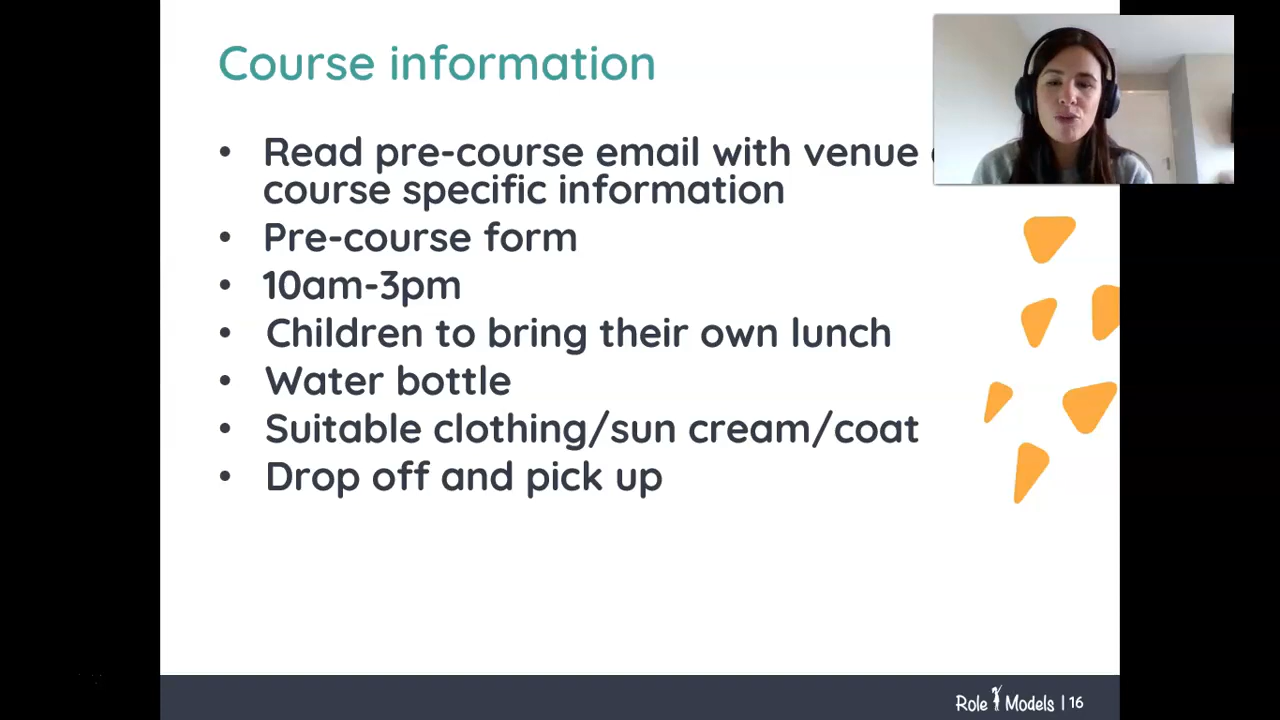 Course information
• Read pre-course email with venue
course specific information
• Pre-course form
• 10am-3pm
• Children to bring their own lunch
• Water bottle
• Suitable clothing/sun cream/coat
• Drop off and pick up
Role Models | 16